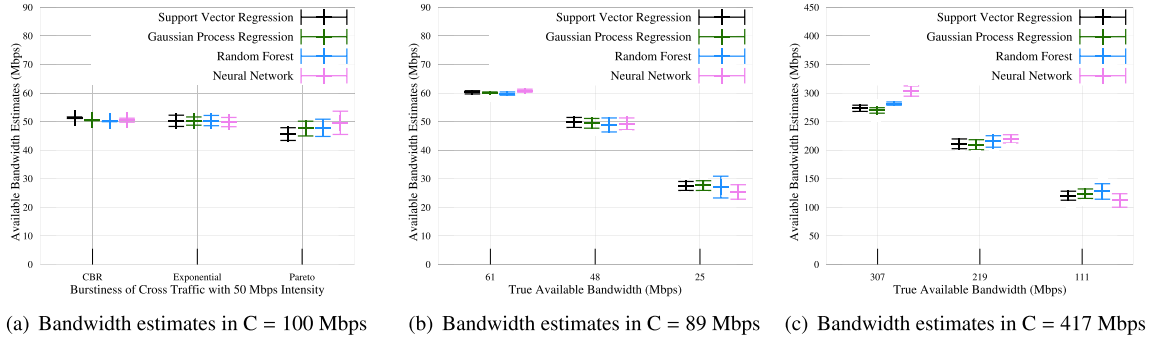 90
80
70
60
50
40
30
20
10
0
Available Bandwidth Estimates (Mbps)
Support Vector Regression
Gaussian Process Regression
Random Forest
Neural Network
CBR Exponential Pareto
Burstiness of Cross Traffic with 50 Mbps Intensity
(a) Bandwidth estimates in C = 100 Mbps
90
80
70
60
50
40
30
20
10
0
Available Bandwidth Estimates (Mbps)
Support Vector Regression
Gaussian Process Regression
Random Forest
Neural Network
61 48 25
True Available Bandwidth (Mbps)
(b) Bandwidth estimates in C = 89 Mbps
450
400
350
300
250
200
150
100
50
0
Available Bandwidth Estimates (Mbps)
Support Vector Regression
Gaussian Process Regression
Random Forest
Neural Network
307 219 111
True Available Bandwidth (Mbps)
(c) Bandwidth estimates in C = 417 Mbps